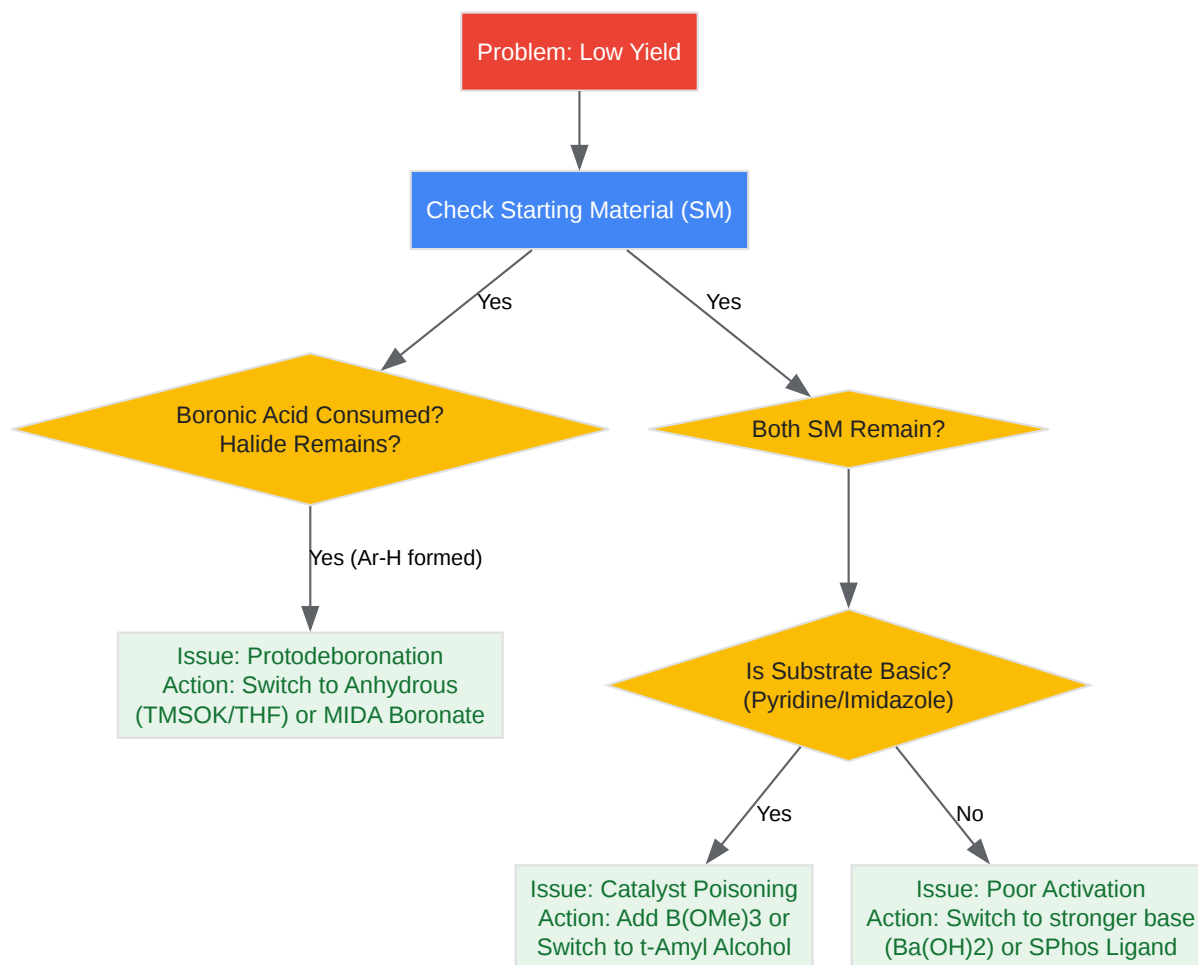 Problem: Low Yield
Check Starting Material (SM)
Yes
Yes
Boronic Acid Consumed?
Halide Remains?
Both SM Remain?
Yes (Ar-H formed)
Issue: Protodeboronation
Action: Switch to Anhydrous
(TMSOK/THF) or MIDA Boronate
Is Substrate Basic?
(Pyridine/Imidazole)
Yes
No
Issue: Catalyst Poisoning
Action: Add B(OMe)3 or
Switch to t-Amyl Alcohol
Issue: Poor Activation
Action: Switch to stronger base
(Ba(OH)2) or SPhos Ligand